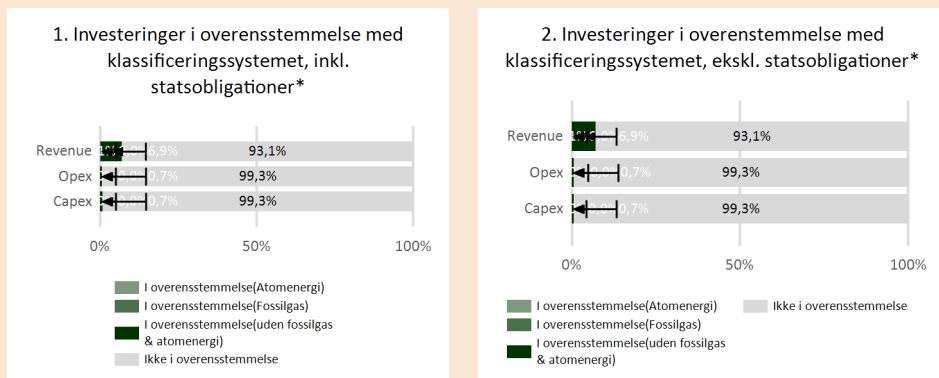 1. Investeringer i overensstemmelse med
klassificeringssystemet, inkl.
statsobligationer*
Revenue
6,9%
93,1%
Opex
0,7%
99,3%
Capex
0,7%
99,3%
0%
50%
100%
I overensstemmelse(Atomenergi)
I overensstemmelse(Fossilgas)
I overensstemmelse(uden fossilgas
& atomenergi)
Ikke i overensstemmelse
2. Investeringer i overenstemmelse med
klassificeringssystemet, ekskl. statsobligationer*
Revenue
6,9%
93,1%
Opex
0,7%
99,3%
Capex
0,7%
99,3%
0%
50%
100%
I overensstemmelse(Atomenergi)
Ikke i overensstemmelse
I overensstemmelse(Fossilgas)
I overensstemmelse(uden fossilgas
& atomenergi)